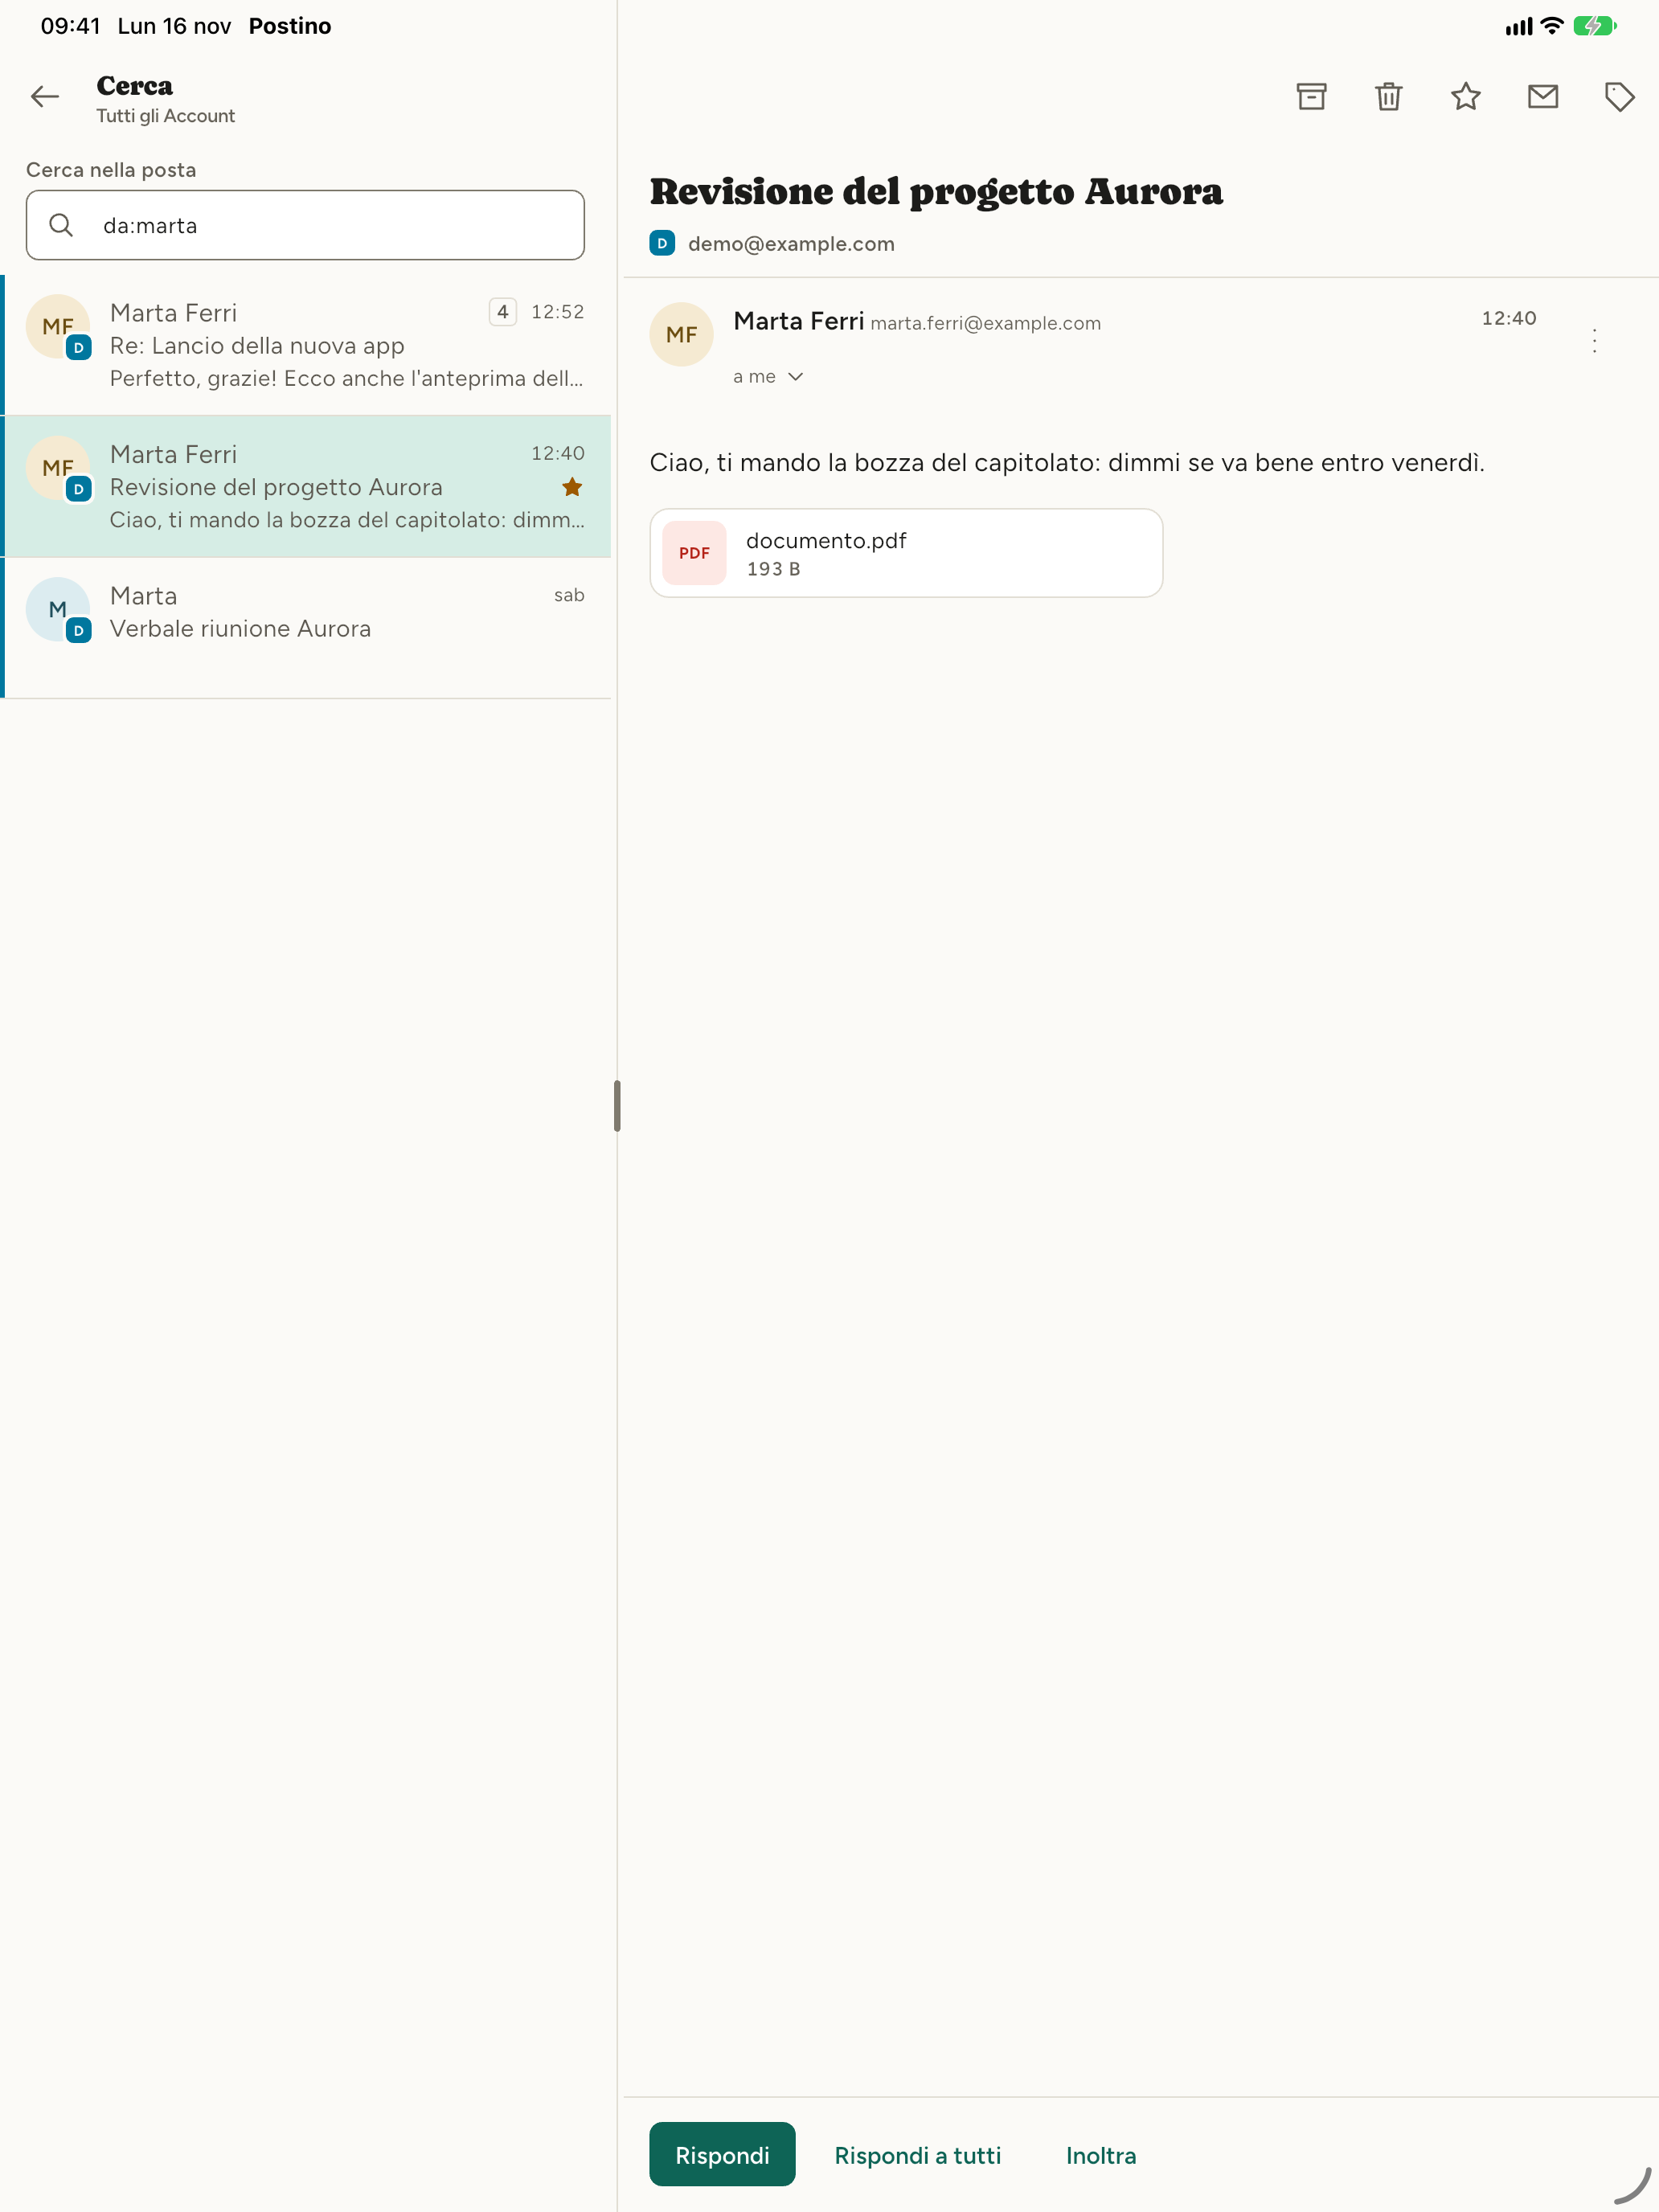 09:41 Lun 16 nov Postino
Cerca
Tutti gli Account
Cerca nella posta
da:marta
MF
D
Marta Ferri 4 12:52
Re: Lancio della nuova app
Perfetto, grazie! Ecco anche l'anteprima dell...
MF
D
Marta Ferri 12:40
Revisione del progetto Aurora
Ciao, ti mando la bozza del capitolato: dimm...
M
D
Marta sab
Verbale riunione Aurora
Revisione del progetto Aurora
D demo@example.com
MF
Marta Ferri marta.ferri@example.com 12:40
a me
Ciao, ti mando la bozza del capitolato: dimmi se va bene entro venerdì.
PDF
documento.pdf
193 B
Rispondi Rispondi a tutti Inoltra